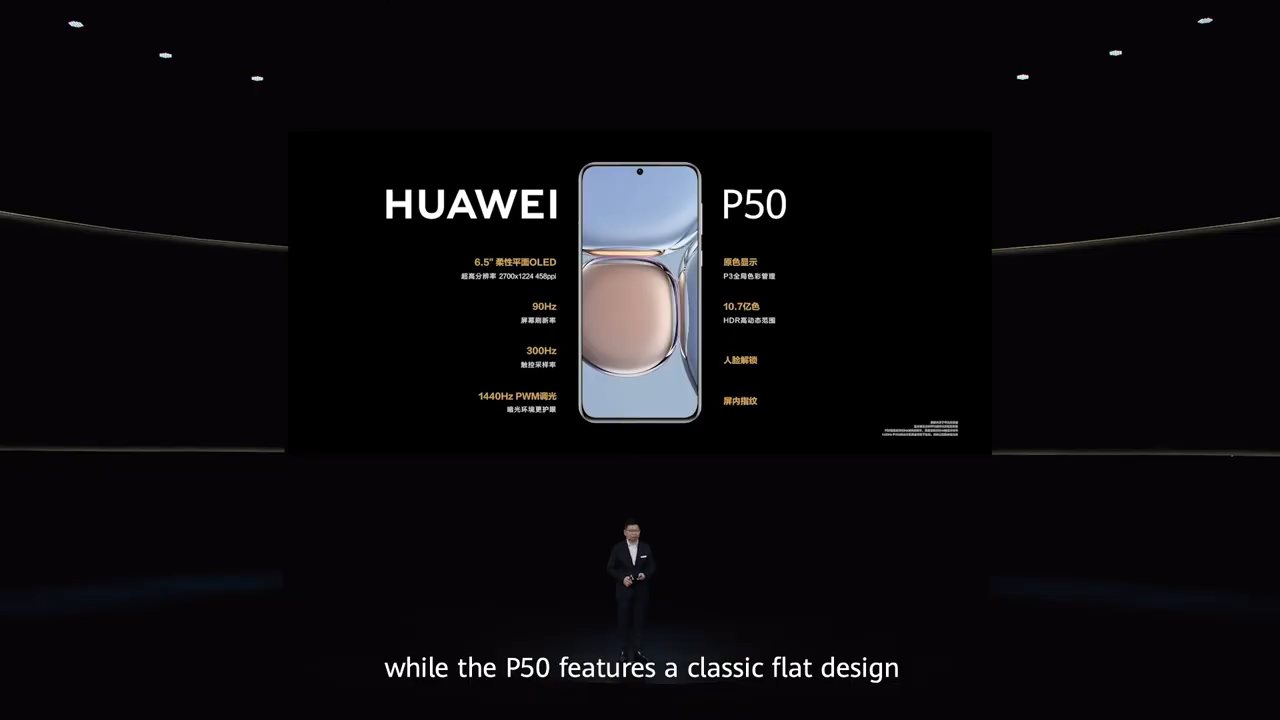 HUAWEI P50
6.5" 柔性平面OLED
超高分辨率 2700x1224 458ppi
90Hz
屏幕刷新率
300Hz
触控采样率
1440Hz PWM调光
暗光环境更护眼
原色显示
P3全局色彩管理
10.7亿色
HDR高动态范围
人脸解锁
屏内指纹
while the P50 features a classic flat design